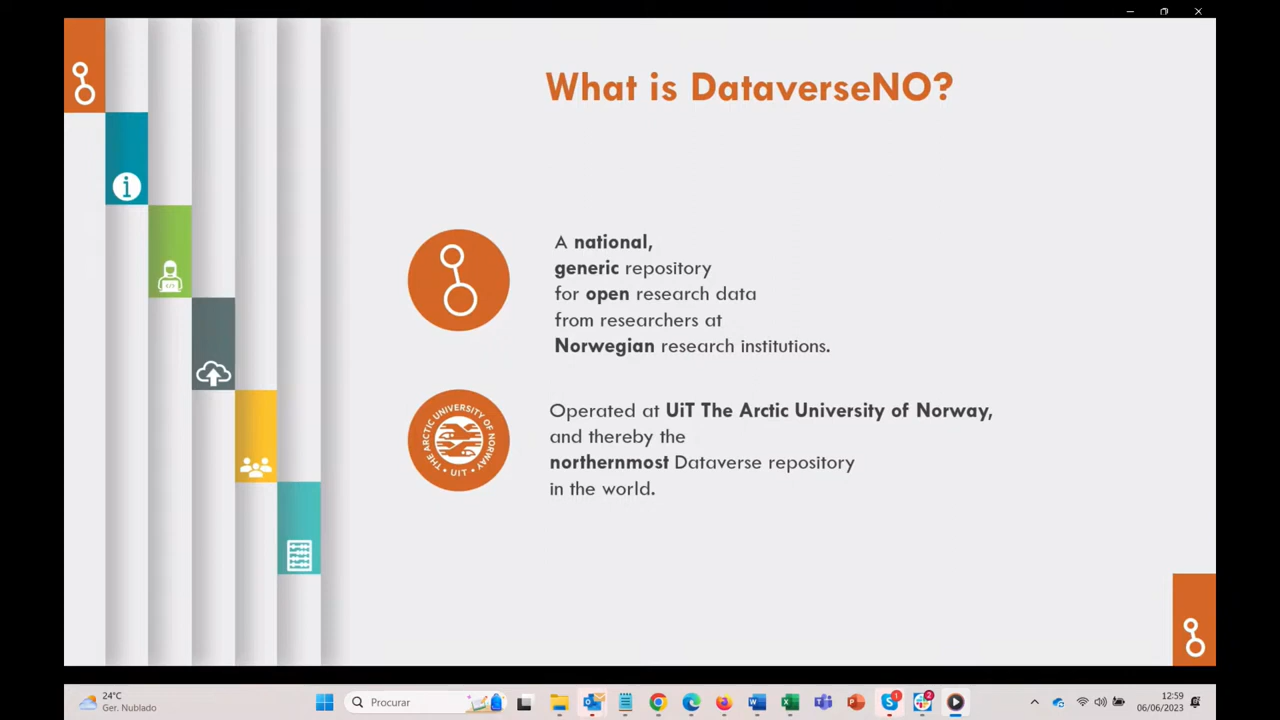 What is DataverseNO?
A national,
generic repository
for open research data
from researchers at
Norwegian research institutions.
THE ARCTIC UNIVERSITY OF NORWAY
UiT
Operated at UiT The Arctic University of Norway,
and thereby the
northernmost Dataverse repository
in the world.
24°C
Ger. Nublado
Procurar
1
2
12:59
06/06/2023